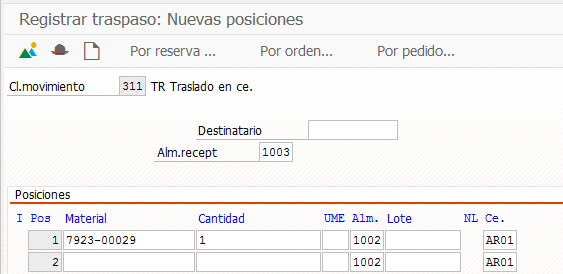 Registrar traspaso: Nuevas posiciones
Por reserva ... Por orden... Por pedido...
Cl.movimiento 311 TR Traslado en ce.
Destinatario
Alm.recept 1003
Posiciones
I Pos Material Cantidad UME Alm. Lote NL Ce.
1 7923-00029 1 1002 AR01
2 1002 AR01